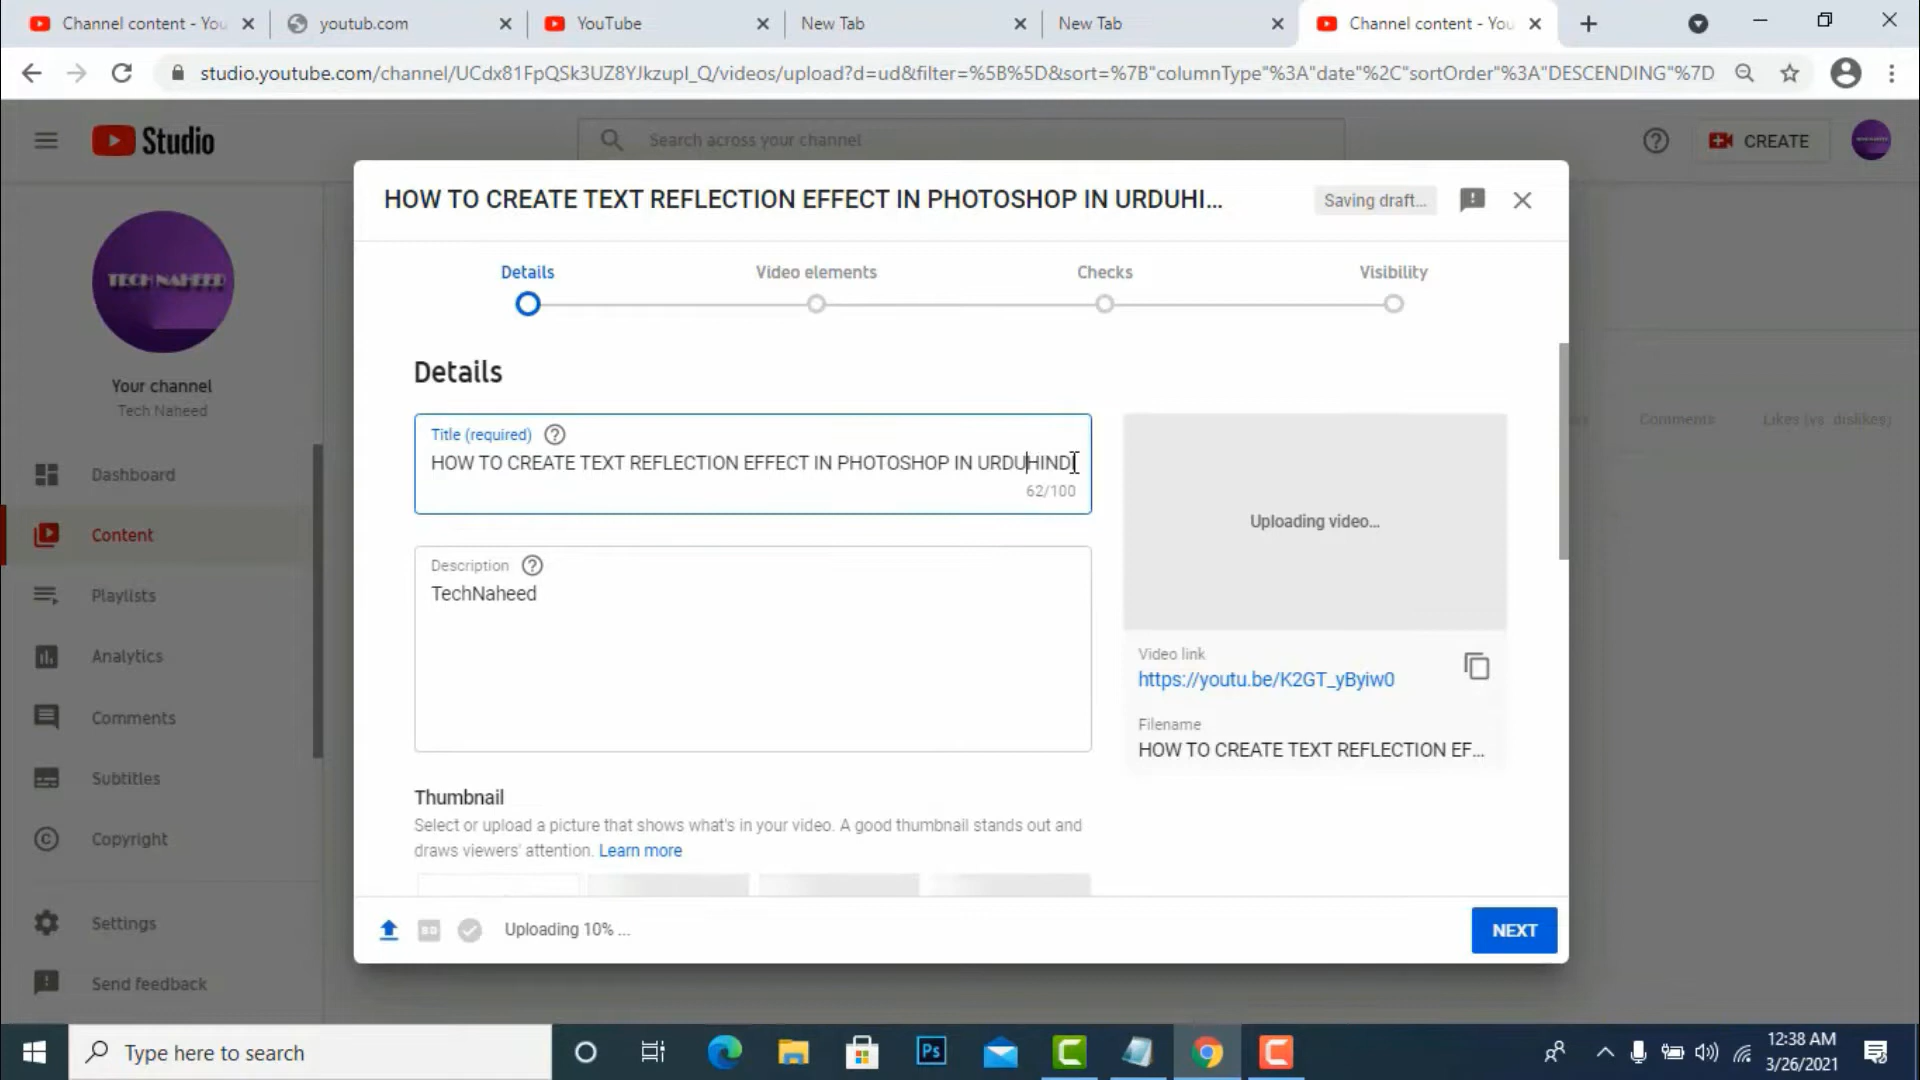 Channel content - You
youtub.com
YouTube
New Tab
New Tab
Channel content - You
studio.youtube.com/channel/UCdx81FpQSk3UZ8YJkzupl_Q/videos/upload?d=ud&filter=%5B%5D&sort=%7B"columnType"%3A"date"%2C"sortOrder"%3A"DESCENDING"%7D
Studio
Search across your channel
CREATE
HOW TO CREATE TEXT REFLECTION EFFECT IN PHOTOSHOP IN URDUHI...
Saving draft...
Details
Video elements
Checks
Visibility
TECH NAHEED
Your channel
Tech Naheed
Dashboard
Content
Playlists
Analytics
Comments
Subtitles
Copyright
Settings
Send feedback
Details
Title (required)
HOW TO CREATE TEXT REFLECTION EFFECT IN PHOTOSHOP IN URDUHINDI
62/100
Description
TechNaheed
Thumbnail
Select or upload a picture that shows what's in your video. A good thumbnail stands out and
draws viewers' attention. Learn more
Uploading video...
Video link
https://youtu.be/K2GT_yByiw0
Filename
HOW TO CREATE TEXT REFLECTION EF...
Comments
Likes (vs. dislikes)
Uploading 10% ...
NEXT
Type here to search
Ps
12:38 AM
3/26/2021